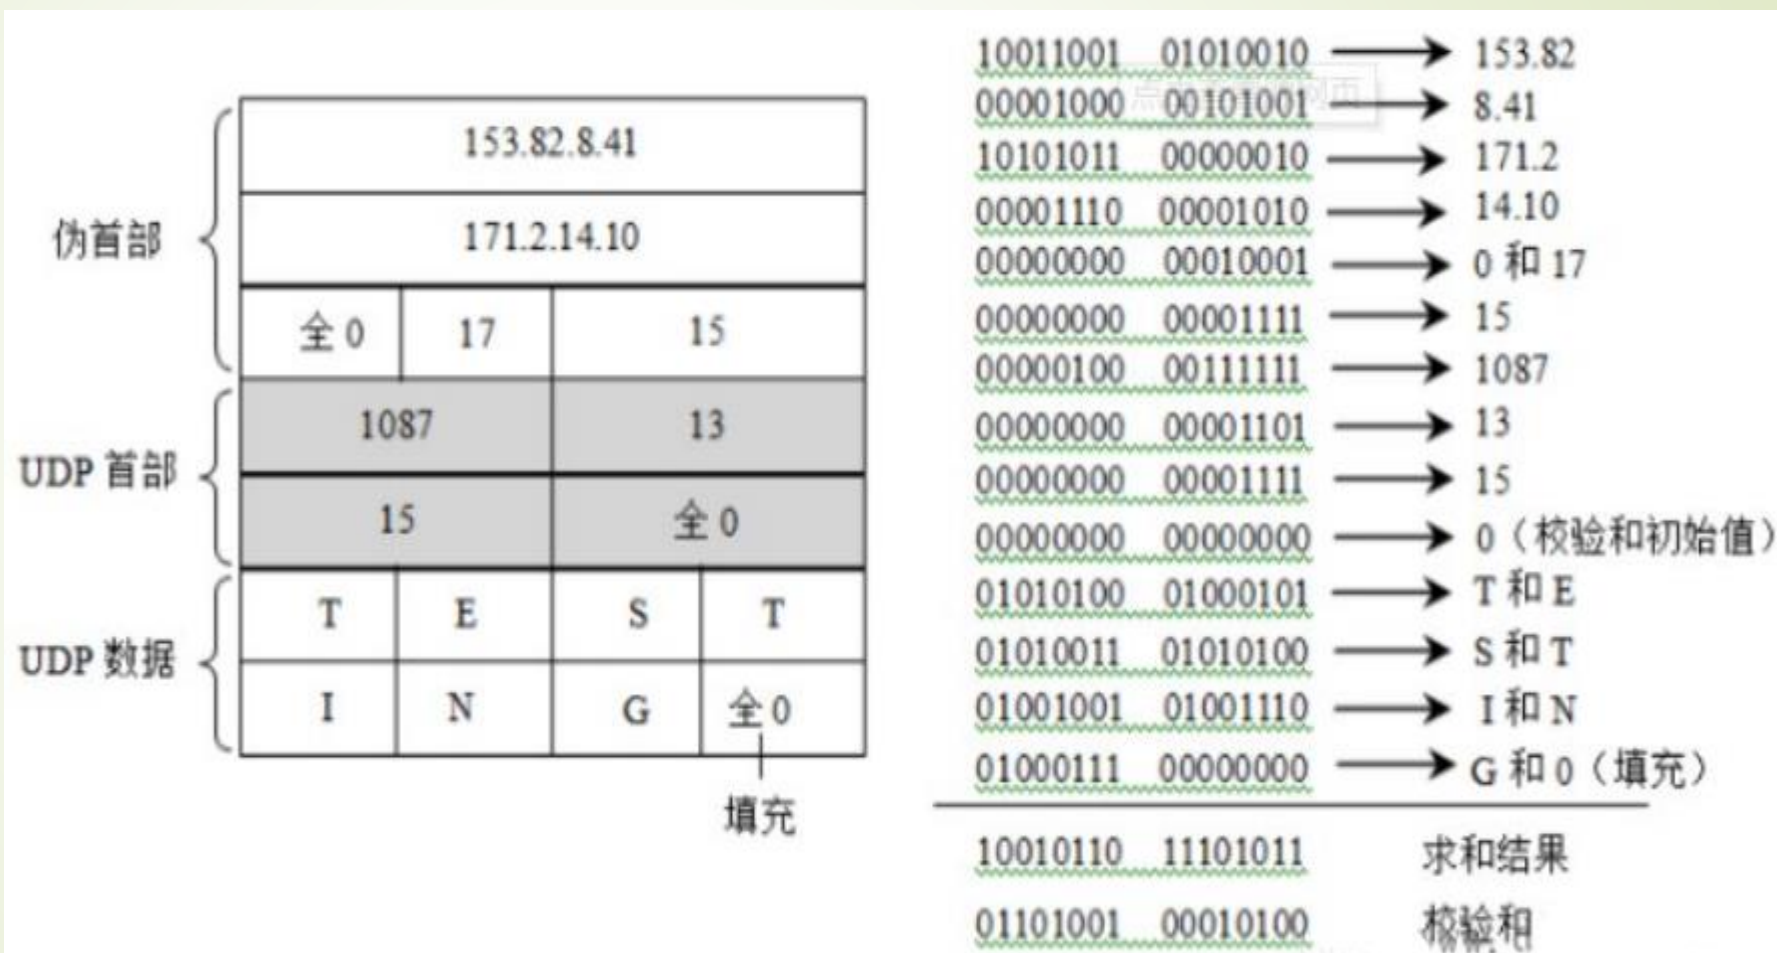 伪首部
153.82.8.41
171.2.14.10
全 0 17 15
UDP 首部
1087 13
15 全 0
UDP 数据
T E S T
I N G 全 0
填充
10011001 01010010 153.82
00001000 00101001 8.41
10101011 00000010 171.2
00001110 00001010 14.10
00000000 00010001 0 和 17
00000000 00001111 15
00000100 00111111 1087
00000000 00001101 13
00000000 00001111 15
00000000 00000000 0（校验和初始值）
01010100 01000101 T 和 E
01010011 01010100 S 和 T
01001001 01001110 I 和 N
01000111 00000000 G 和 0（填充）
10010110 11101011 求和结果
01101001 00010100 校验和